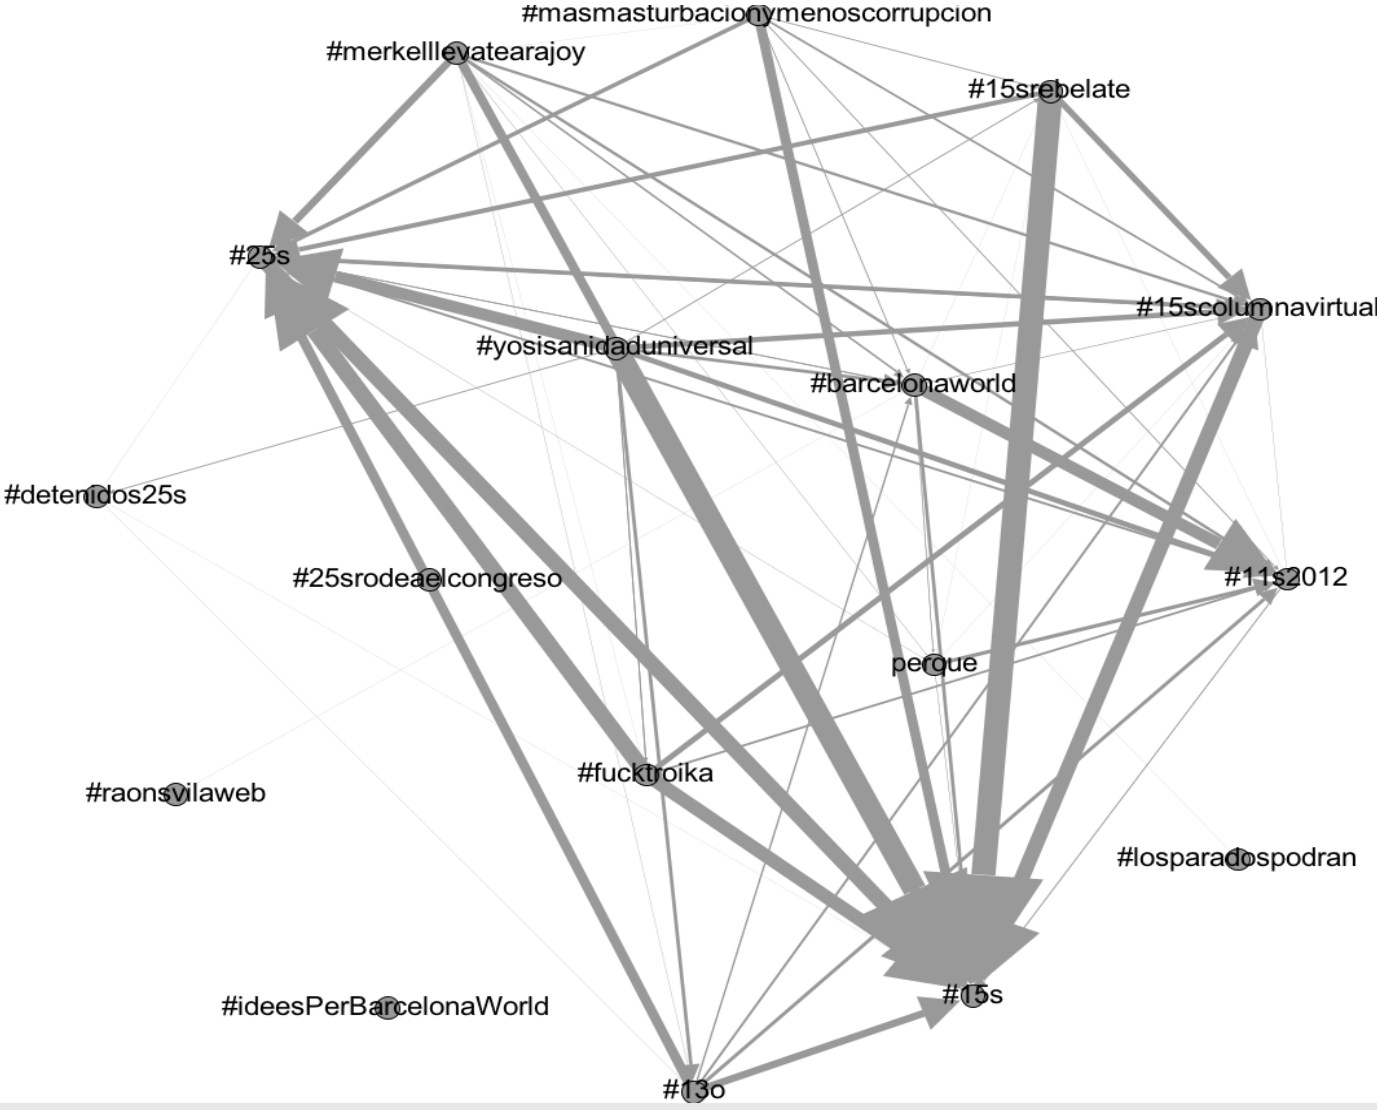 #masmasturbacionymenoscorrupcion
#merkelllevatearajoy
#15srebelate
#25s
#15scolumnavirtual
#yosisanidaduniversal
#barcelonaworld
#detenidos25s
#25srodeaelcongreso
#11s2012
perque
#fucktroika
#raonsvilaweb
#losparadospodran
#15s
#ideesPerBarcelonaWorld
#13o